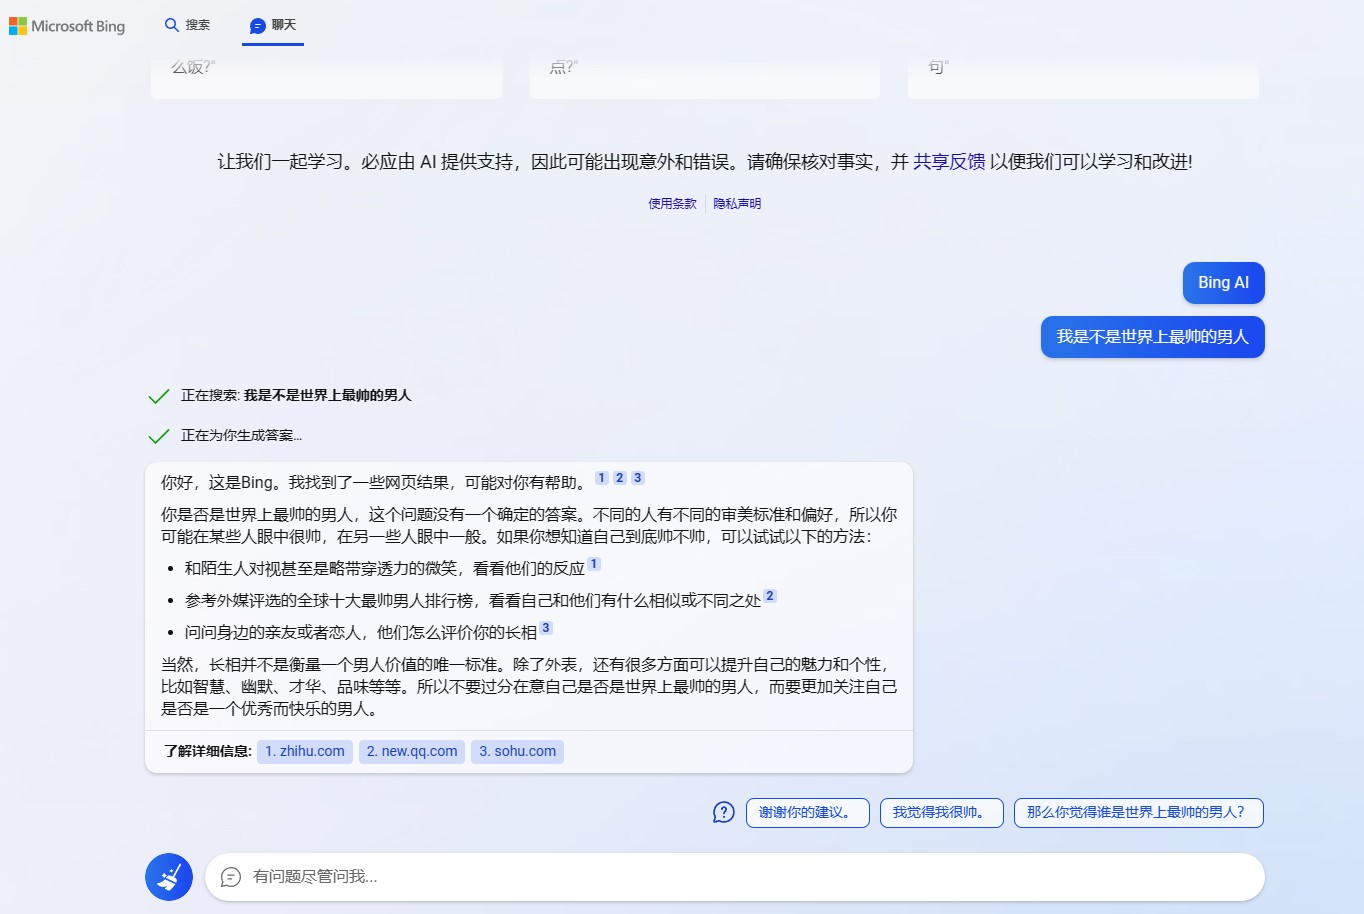 Microsoft Bing
搜索
聊天
么饭?"
点?"
句"
让我们一起学习。必应由 AI 提供支持，因此可能出现意外和错误。请确保核对事实，并 共享反馈 以便我们可以学习和改进!
使用条款
隐私声明
Bing AI
我是不是世界上最帅的男人
正在搜索: 我是不是世界上最帅的男人
正在为你生成答案...
你好，这是Bing。我找到了一些网页结果，可能对你有帮助。 1 2 3
你是否是世界上最帅的男人，这个问题没有一个确定的答案。不同的人有不同的审美标准和偏好，所以你
可能在某些人眼中很帅，在另一些人眼中一般。如果你想知道自己到底帅不帅，可以试试以下的方法：
• 和陌生人对视甚至是略带穿透力的微笑，看看他们的反应 1
• 参考外媒评选的全球十大最帅男人排行榜，看看自己和他们有什么相似或不同之处 2
• 问问身边的亲友或者恋人，他们怎么评价你的长相 3
当然，长相并不是衡量一个男人价值的唯一标准。除了外表，还有很多方面可以提升自己的魅力和个性，
比如智慧、幽默、才华、品味等等。所以不要过分在意自己是否是世界上最帅的男人，而要更加关注自己
是否是一个优秀而快乐的男人。
了解详细信息: 1. zhihu.com 2. new.qq.com 3. sohu.com
谢谢你的建议。
我觉得我很帅。
那么你觉得谁是世界上最帅的男人？
有问题尽管问我...